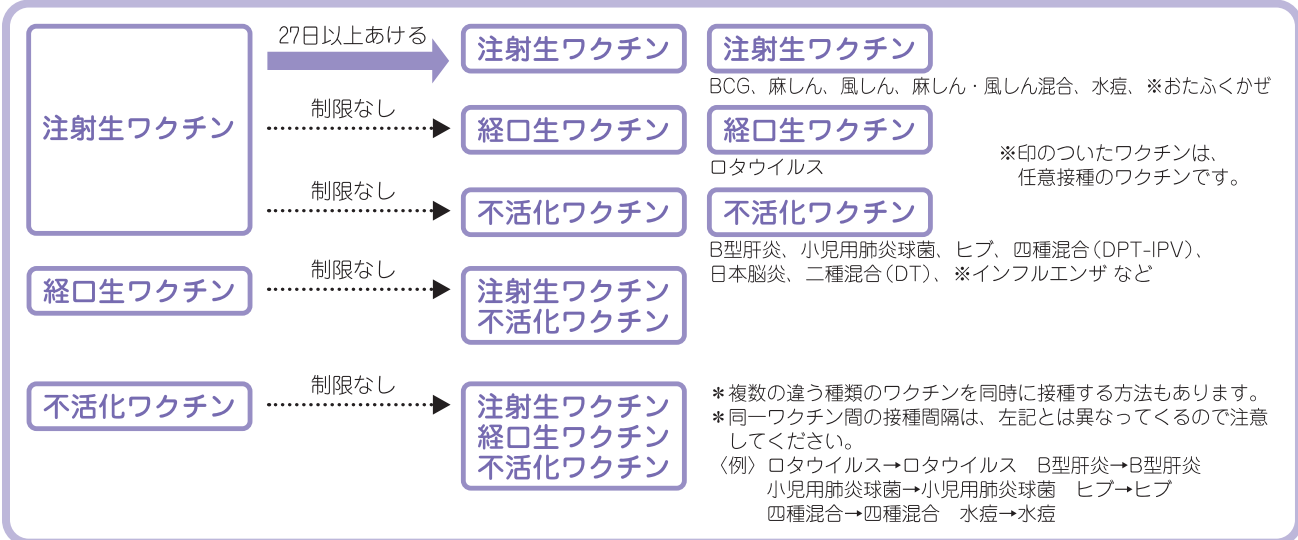 注射生ワクチン
27日以上あける
注射生ワクチン
制限なし
経口生ワクチン
制限なし
不活化ワクチン
経口生ワクチン
制限なし
注射生ワクチン
不活化ワクチン
不活化ワクチン
制限なし
注射生ワクチン
経口生ワクチン
不活化ワクチン
注射生ワクチン
BCG、麻しん、風しん、麻しん・風しん混合、水痘、※おたふくかぜ
経口生ワクチン
ロタウイルス
※印のついたワクチンは、
任意接種のワクチンです。
不活化ワクチン
B型肝炎、小児用肺炎球菌、ヒブ、四種混合(DPT-IPV)、
日本脳炎、二種混合(DT)、※インフルエンザ など
＊複数の違う種類のワクチンを同時に接種する方法もあります。
＊同一ワクチン間の接種間隔は、左記とは異なってくるので注意
してください。
〈例〉ロタウイルス→ロタウイルス　B型肝炎→B型肝炎
小児用肺炎球菌→小児用肺炎球菌　ヒブ→ヒブ
四種混合→四種混合　水痘→水痘